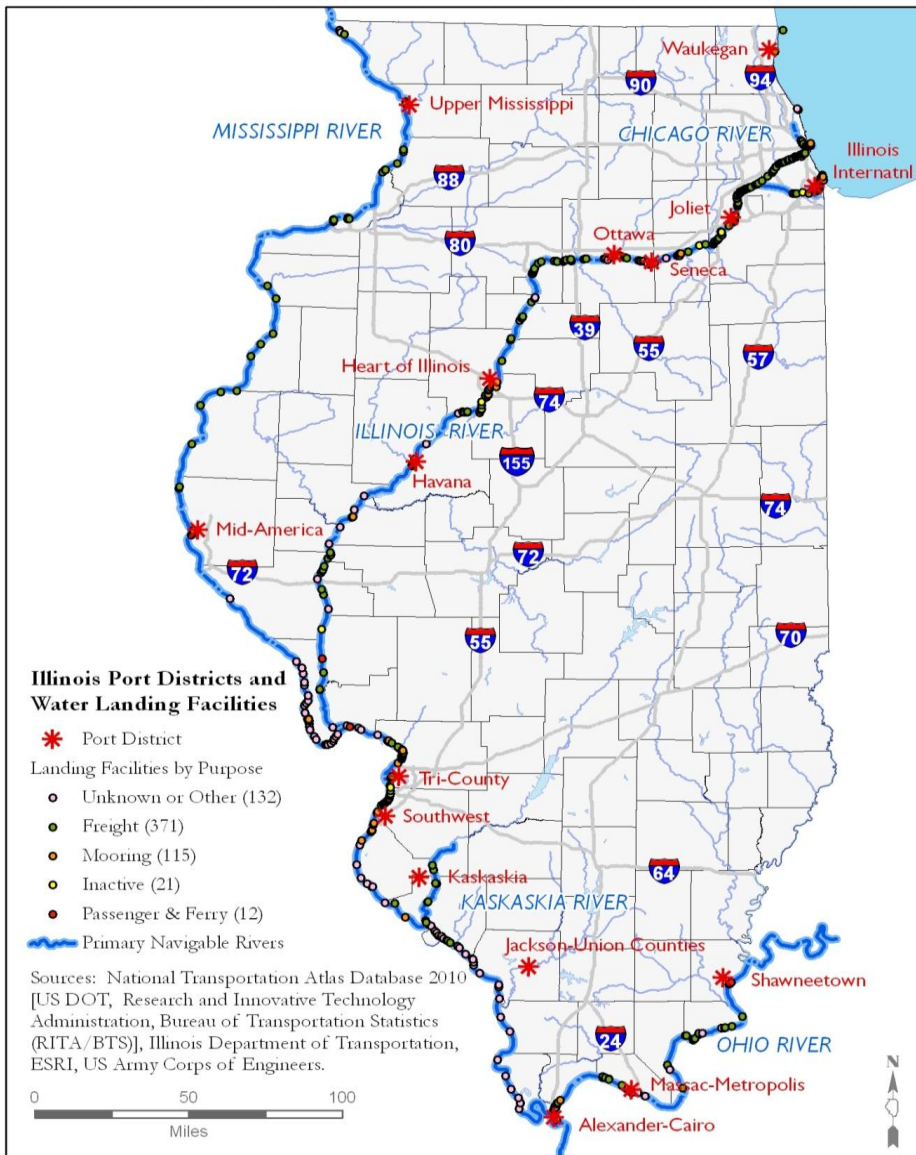 Waukegan
94
90
Upper Mississippi
MISSISSIPPI RIVER
CHICAGO RIVER
Illinois
Internatnl
88
Joliet
Ottawa
80
Seneca
39
55
57
Heart of Illinois
74
ILLINOIS RIVER
155
Havana
74
Mid-America
72
72
55
70
Illinois Port Districts and
Water Landing Facilities
Port District
Landing Facilities by Purpose
Unknown or Other (132)
Freight (371)
Mooring (115)
Inactive (21)
Passenger & Ferry (12)
Primary Navigable Rivers
Sources: National Transportation Atlas Database 2010
[US DOT, Research and Innovative Technology
Administration, Bureau of Transportation Statistics
(RITA/BTS)], Illinois Department of Transportation,
ESRI, US Army Corps of Engineers.
0 50 100
Miles
Tri-County
Southwest
64
Kaskaskia
KASKASKIA RIVER
Jackson-Union Counties
Shawneetown
24
OHIO RIVER
Massac-Metropolis
Alexander-Cairo
N